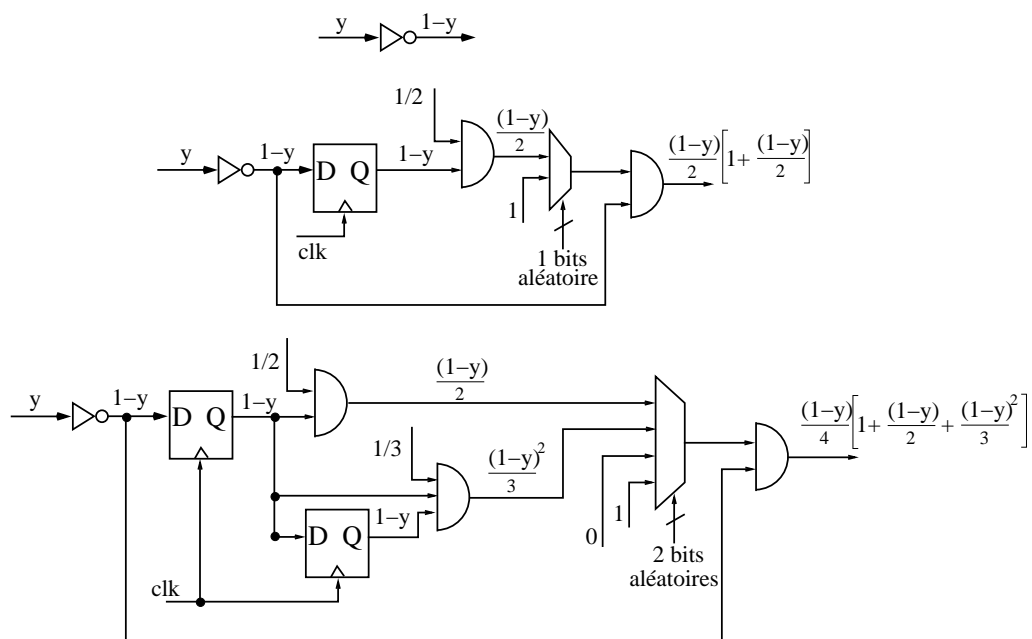 y 1−y
1/2
(1−y)/2
(1−y)/2 [1+ (1−y)/2]
y 1−y D Q 1−y
1
clk
1 bits
aléatoire
1/2
(1−y)/2
y 1−y D Q 1−y
(1−y)/4 [1+ (1−y)/2 + (1−y)²/3]
1/3
(1−y)²/3
1−y
D Q
0 1
2 bits
aléatoires
clk